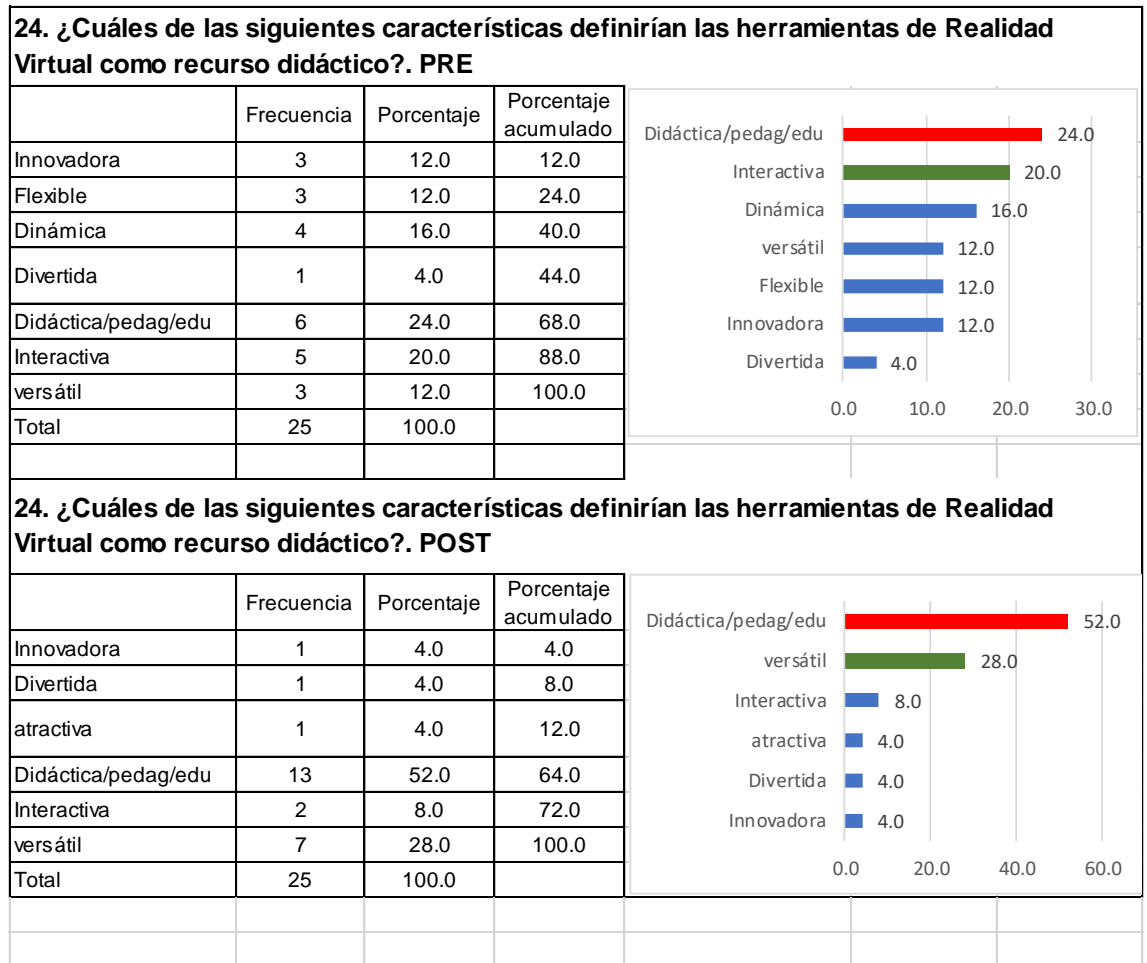 24. ¿Cuáles de las siguientes características definirían las herramientas de Realidad
Virtual como recurso didáctico?. PRE
Frecuencia Porcentaje Porcentaje acumulado
Innovadora 3 12.0 12.0
Flexible 3 12.0 24.0
Dinámica 4 16.0 40.0
Divertida 1 4.0 44.0
Didáctica/pedag/edu 6 24.0 68.0
Interactiva 5 20.0 88.0
versátil 3 12.0 100.0
Total 25 100.0
Didáctica/pedag/edu 24.0
Interactiva 20.0
Dinámica 16.0
versátil 12.0
Flexible 12.0
Innovadora 12.0
Divertida 4.0
0.0 10.0 20.0 30.0
24. ¿Cuáles de las siguientes características definirían las herramientas de Realidad
Virtual como recurso didáctico?. POST
Frecuencia Porcentaje Porcentaje acumulado
Innovadora 1 4.0 4.0
Divertida 1 4.0 8.0
atractiva 1 4.0 12.0
Didáctica/pedag/edu 13 52.0 64.0
Interactiva 2 8.0 72.0
versátil 7 28.0 100.0
Total 25 100.0
Didáctica/pedag/edu 52.0
versátil 28.0
Interactiva 8.0
atractiva 4.0
Divertida 4.0
Innovadora 4.0
0.0 20.0 40.0 60.0